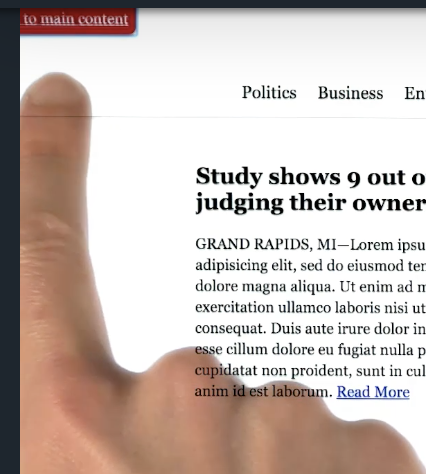 to main content
Politics Business En
Study shows 9 out o
judging their owner
GRAND RAPIDS, MI—Lorem ipsu
adipisicing elit, sed do eiusmod ten
dolore magna aliqua. Ut enim ad m
exercitation ullamco laboris nisi ut
consequat. Duis aute irure dolor in
esse cillum dolore eu fugiat nulla p
cupidatat non proident, sunt in cul
anim id est laborum. Read More